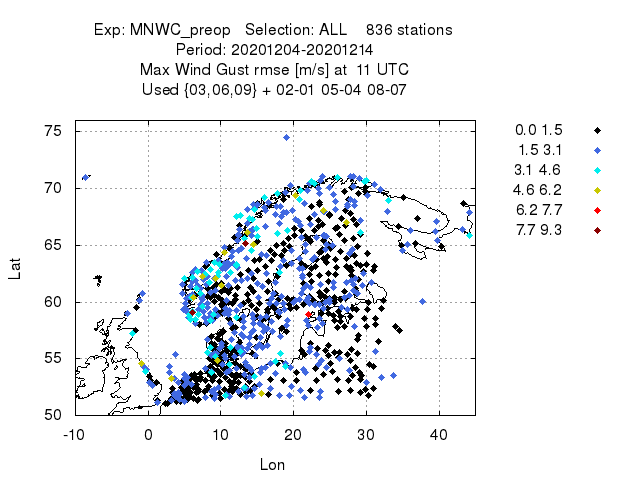 Exp: MNWC_preop   Selection: ALL    836 stations
Period: 20201204-20201214
Max Wind Gust rmse [m/s] at  11 UTC
Used {03,06,09} + 02-01 05-04 08-07
0.0 1.5
1.5 3.1
3.1 4.6
4.6 6.2
6.2 7.7
7.7 9.3
75
70
65
60
55
50
Lat
-10 0 10 20 30 40
Lon